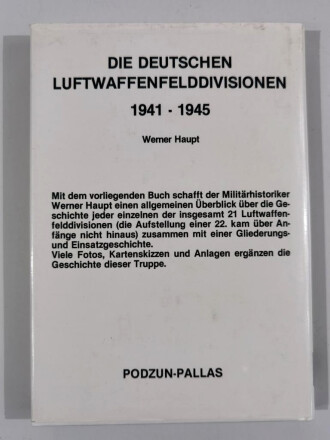 DIE DEUTSCHEN
LUFTWAFFENFELDDIVISIONEN
1941 - 1945
Werner Haupt
Mit dem vorliegenden Buch schafft der Militärhistoriker
Werner Haupt einen allgemeinen Überblick über die Ge-
schichte jeder einzelnen der insgesamt 21 Luftwaffen-
felddivisionen (die Aufstellung einer 22. kam über An-
fänge nicht hinaus) zusammen mit einer Gliederungs-
und Einsatzgeschichte.
Viele Fotos, Kartenskizzen und Anlagen ergänzen die
Geschichte dieser Truppe.
PODZUN-PALLAS